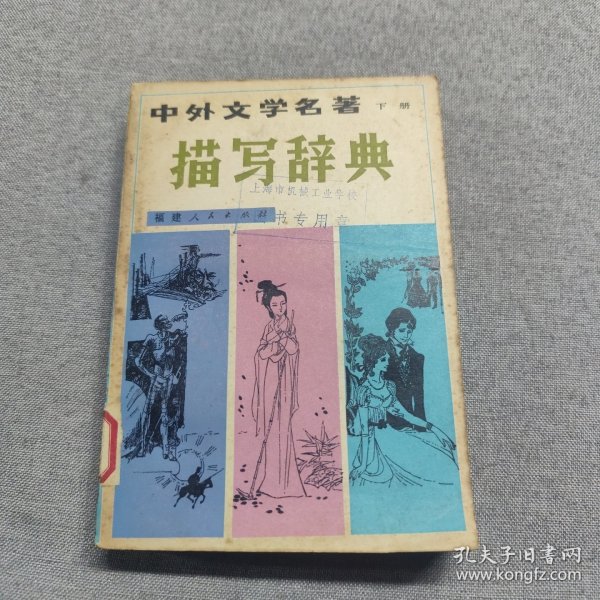 中外文学名著 下册
描写辞典
上海市机械工业学校
书专用章
福建人民出版社
孔夫子旧书网
www.kongfz.com